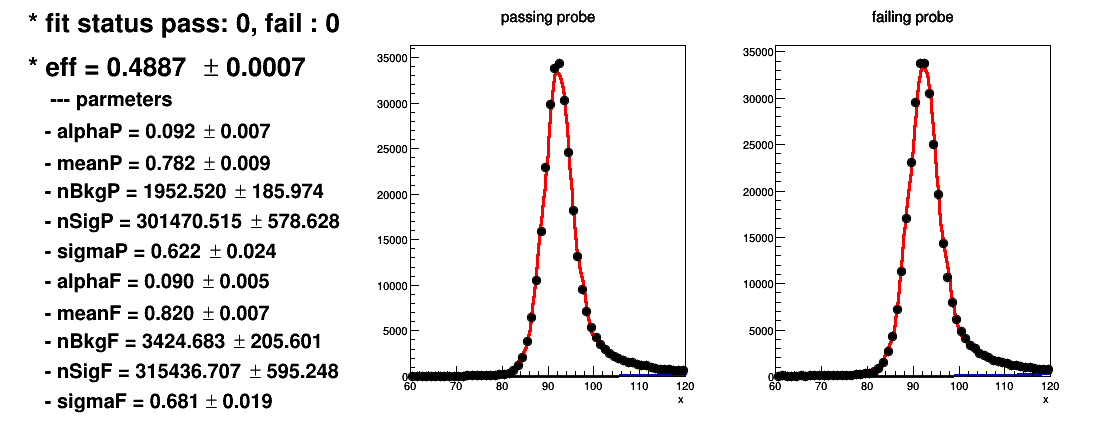 * fit status pass: 0, fail : 0
* eff = 0.4887 ± 0.0007
--- parmeters
- alphaP = 0.092 ± 0.007
- meanP = 0.782 ± 0.009
- nBkgP = 1952.520 ± 185.974
- nSigP = 301470.515 ± 578.628
- sigmaP = 0.622 ± 0.024
- alphaF = 0.090 ± 0.005
- meanF = 0.820 ± 0.007
- nBkgF = 3424.683 ± 205.601
- nSigF = 315436.707 ± 595.248
- sigmaF = 0.681 ± 0.019
passing probe
35000
30000
25000
20000
15000
10000
5000
0
60 70 80 90 100 110 120
x
failing probe
35000
30000
25000
20000
15000
10000
5000
0
60 70 80 90 100 110 120
x